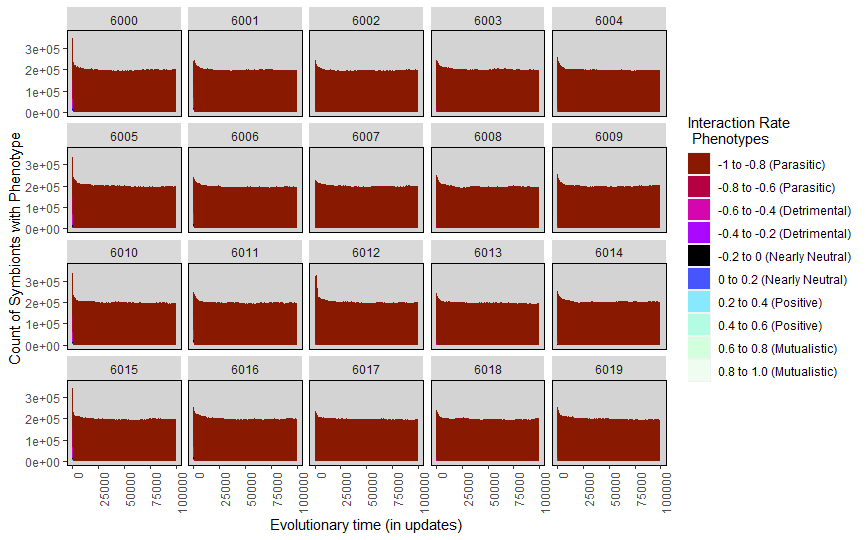 6000 6001 6002 6003 6004
3e+05
2e+05
1e+05
0e+00
6005 6006 6007 6008 6009
3e+05
2e+05
1e+05
0e+00
6010 6011 6012 6013 6014
3e+05
2e+05
1e+05
0e+00
6015 6016 6017 6018 6019
3e+05
2e+05
1e+05
0e+00
0 25000 50000 75000 100000 0 25000 50000 75000 100000 0 25000 50000 75000 100000 0 25000 50000 75000 100000 0 25000 50000 75000 100000
Evolutionary time (in updates)
Count of Symbionts with Phenotype
Interaction Rate
Phenotypes
-1 to -0.8 (Parasitic)
-0.8 to -0.6 (Parasitic)
-0.6 to -0.4 (Detrimental)
-0.4 to -0.2 (Detrimental)
-0.2 to 0 (Nearly Neutral)
0 to 0.2 (Nearly Neutral)
0.2 to 0.4 (Positive)
0.4 to 0.6 (Positive)
0.6 to 0.8 (Mutualistic)
0.8 to 1.0 (Mutualistic)